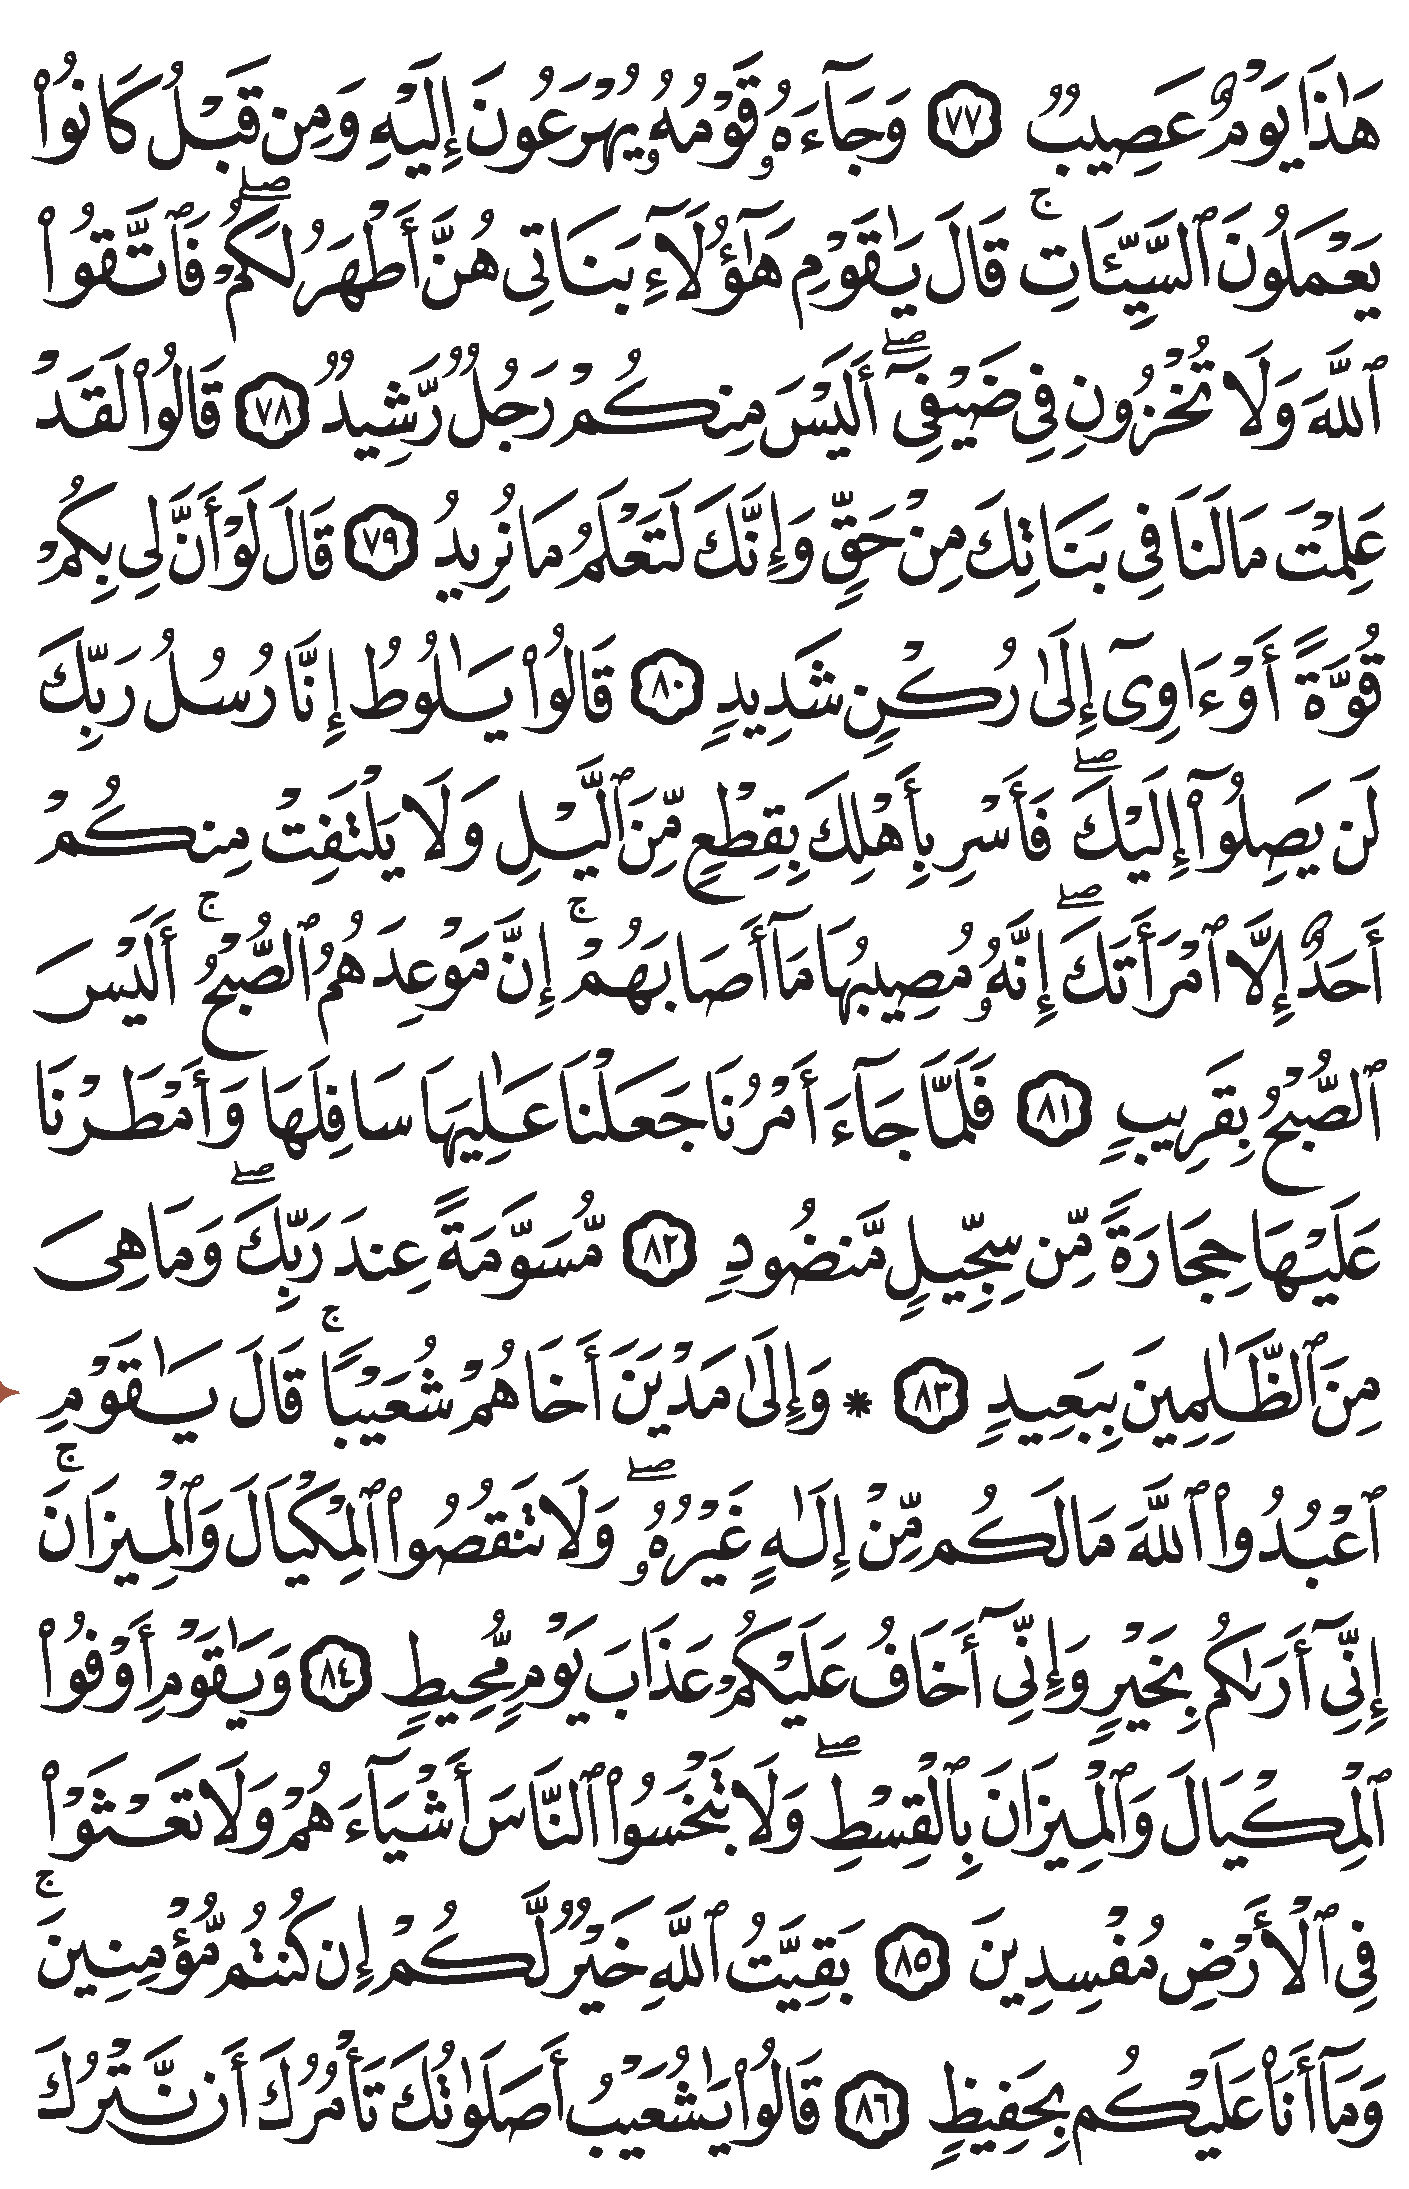 هَٰذَا يَوْمٌ عَصِيبٌ ٧٧ وَجَآءَهُۥ قَوْمُهُۥ يُهْرَعُونَ إِلَيْهِ وَمِن قَبْلُ كَانُوا۟
يَعْمَلُونَ ٱلسَّيِّـَٔاتِ ۚ قَالَ يَٰقَوْمِ هَٰٓؤُلَآءِ بَنَاتِى هُنَّ أَطْهَرُ لَكُمْ ۖ فَٱتَّقُوا۟
ٱللَّهَ وَلَا تُخْزُونِ فِى ضَيْفِىٓ ۖ أَلَيْسَ مِنكُمْ رَجُلٌ رَّشِيدٌ ٧٨ قَالُوا۟ لَقَدْ
عَلِمْتَ مَا لَنَا فِى بَنَاتِكَ مِنْ حَقٍّ وَإِنَّكَ لَتَعْلَمُ مَا نُرِيدُ ٧٩ قَالَ لَوْ أَنَّ لِى بِكُمْ
قُوَّةً أَوْ ءَاوِىٓ إِلَىٰ رُكْنٍ شَدِيدٍ ٨٠ قَالُوا۟ يَٰلُوطُ إِنَّا رُسُلُ رَبِّكَ
لَن يَصِلُوٓا۟ إِلَيْكَ ۖ فَأَسْرِ بِأَهْلِكَ بِقِطْعٍ مِّنَ ٱلَّيْلِ وَلَا يَلْتَفِتْ مِنكُمْ
أَحَدٌ إِلَّا ٱمْرَأَتَكَ ۖ إِنَّهُۥ مُصِيبُهَا مَآ أَصَابَهُمْ ۚ إِنَّ مَوْعِدَهُمُ ٱلصُّبْحُ ۚ أَلَيْسَ
ٱلصُّبْحُ بِقَرِيبٍ ٨١ فَلَمَّا جَآءَ أَمْرُنَا جَعَلْنَا عَٰلِيَهَا سَافِلَهَا وَأَمْطَرْنَا
عَلَيْهَا حِجَارَةً مِّن سِجِّيلٍ مَّنضُودٍ ٨٢ مُّسَوَّمَةً عِندَ رَبِّكَ ۖ وَمَا هِىَ
مِنَ ٱلظَّٰلِمِينَ بِبَعِيدٍ ٨٣ * وَإِلَىٰ مَدْيَنَ أَخَاهُمْ شُعَيْبًا ۚ قَالَ يَٰقَوْمِ
ٱعْبُدُوا۟ ٱللَّهَ مَا لَكُم مِّنْ إِلَٰهٍ غَيْرُهُۥ ۖ وَلَا تَنقُصُوا۟ ٱلْمِكْيَالَ وَٱلْمِيزَانَ ۚ
إِنِّىٓ أَرَىٰكُم بِخَيْرٍ وَإِنِّىٓ أَخَافُ عَلَيْكُمْ عَذَابَ يَوْمٍ مُّحِيطٍ ٨٤ وَيَٰقَوْمِ أَوْفُوا۟
ٱلْمِكْيَالَ وَٱلْمِيزَانَ بِٱلْقِسْطِ ۖ وَلَا تَبْخَسُوا۟ ٱلنَّاسَ أَشْيَآءَهُمْ وَلَا تَعْثَوْا۟
فِى ٱلْأَرْضِ مُفْسِدِينَ ٨٥ بَقِيَّتُ ٱللَّهِ خَيْرٌ لَّكُمْ إِن كُنتُم مُّؤْمِنِينَ ۚ
وَمَآ أَنَا۠ عَلَيْكُم بِحَفِيظٍ ٨٦ قَالُوا۟ يَٰشُعَيْبُ أَصَلَوٰتُكَ تَأْمُرُكَ أَن نَّتْرُكَ